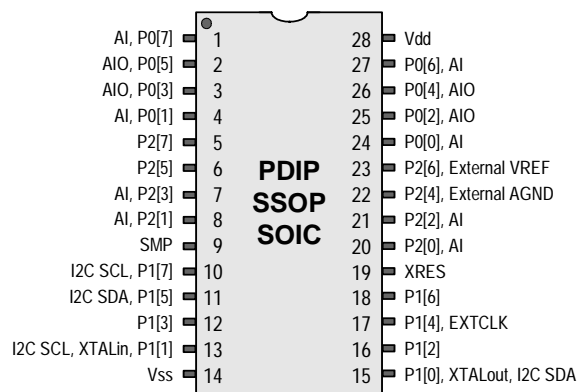 AI, P0[7] 1 28 Vdd
AIO, P0[5] 2 27 P0[6], AI
AIO, P0[3] 3 26 P0[4], AIO
AI, P0[1] 4 25 P0[2], AIO
P2[7] 5 24 P0[0], AI
P2[5] 6 PDIP 23 P2[6], External VREF
AI, P2[3] 7 SSOP 22 P2[4], External AGND
AI, P2[1] 8 SOIC 21 P2[2], AI
SMP 9 20 P2[0], AI
I2C SCL, P1[7] 10 19 XRES
I2C SDA, P1[5] 11 18 P1[6]
P1[3] 12 17 P1[4], EXTCLK
I2C SCL, XTALin, P1[1] 13 16 P1[2]
Vss 14 15 P1[0], XTALout, I2C SDA